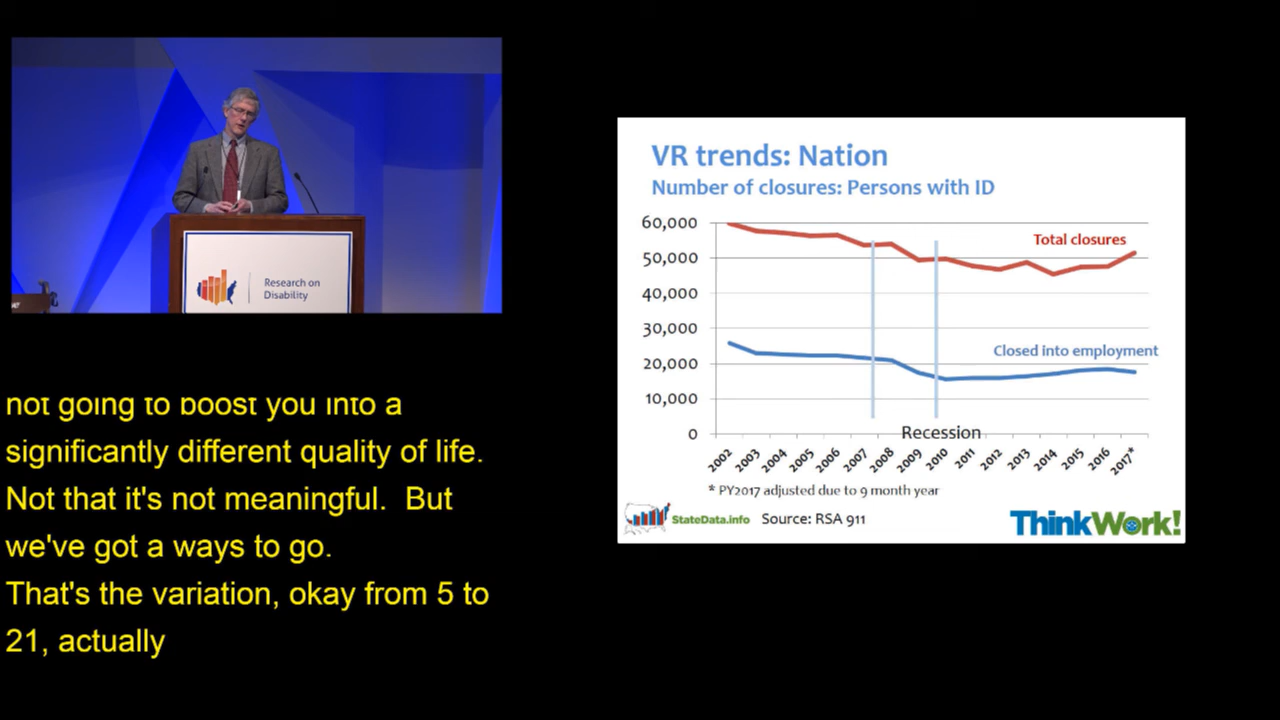 Research on
Disability
not going to boost you into a
significantly different quality of life.
Not that it's not meaningful.  But
we've got a ways to go.
That's the variation, okay from 5 to
21, actually
VR trends: Nation
Number of closures: Persons with ID
60,000
50,000
40,000
30,000
20,000
10,000
0
Total closures
Closed into employment
Recession
2002 2003 2004 2005 2006 2007 2008 2009 2010 2011 2012 2013 2014 2015 2016 2017*
* PY2017 adjusted due to 9 month year
StateData.info Source: RSA 911
ThinkWork!